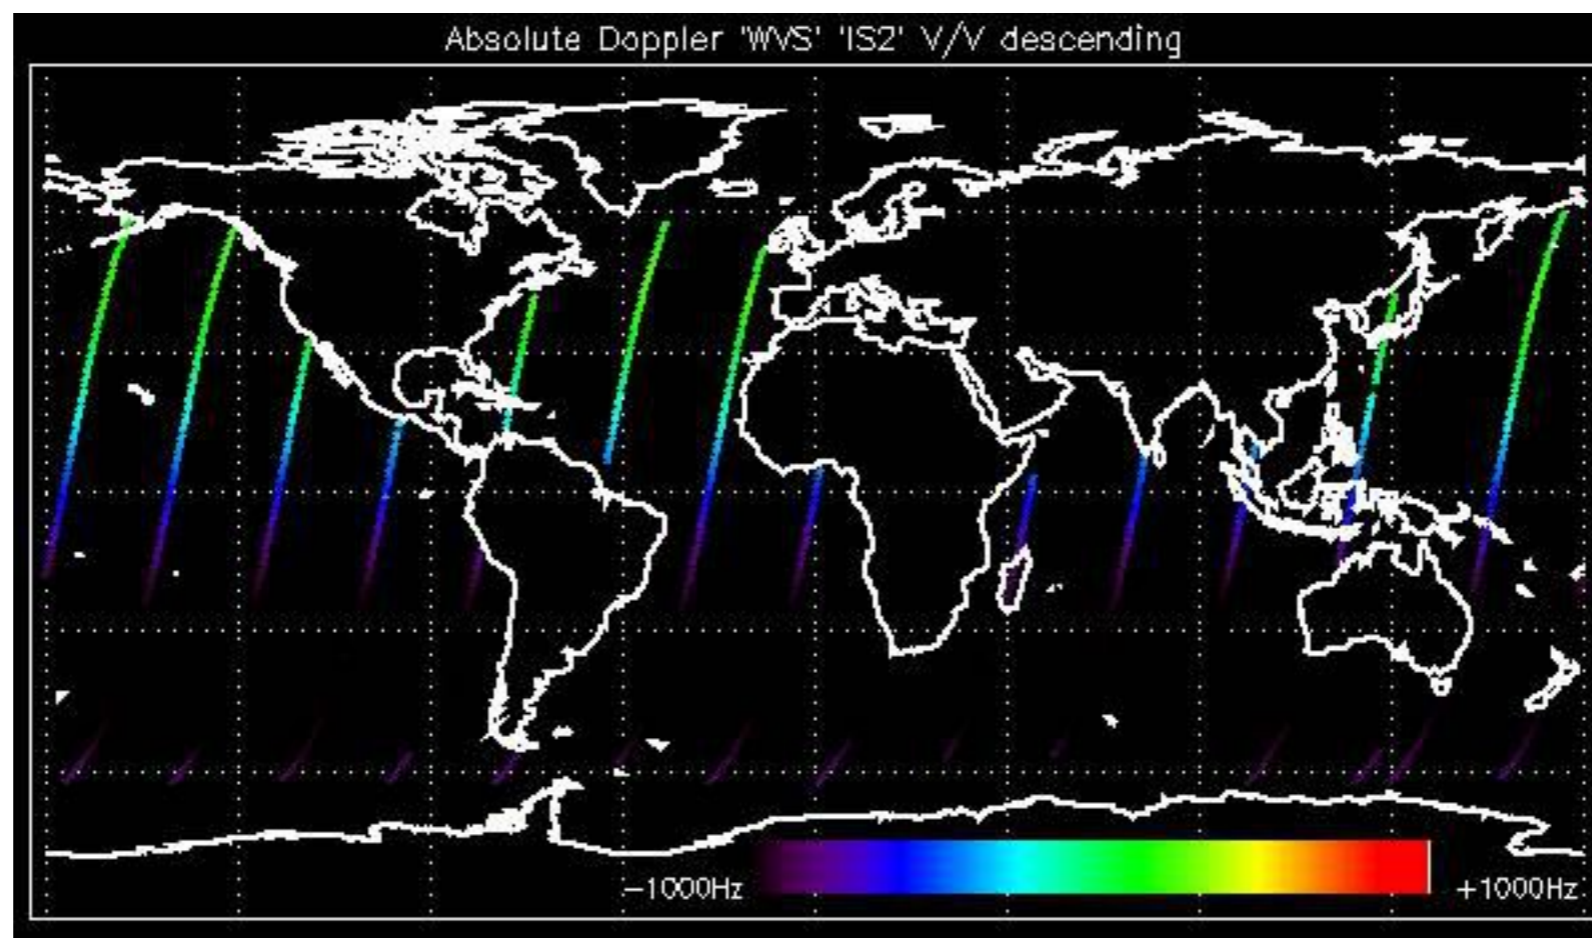 Absolute Doppler 'WVS' 'IS2' V/V descending
-1000Hz +1000Hz